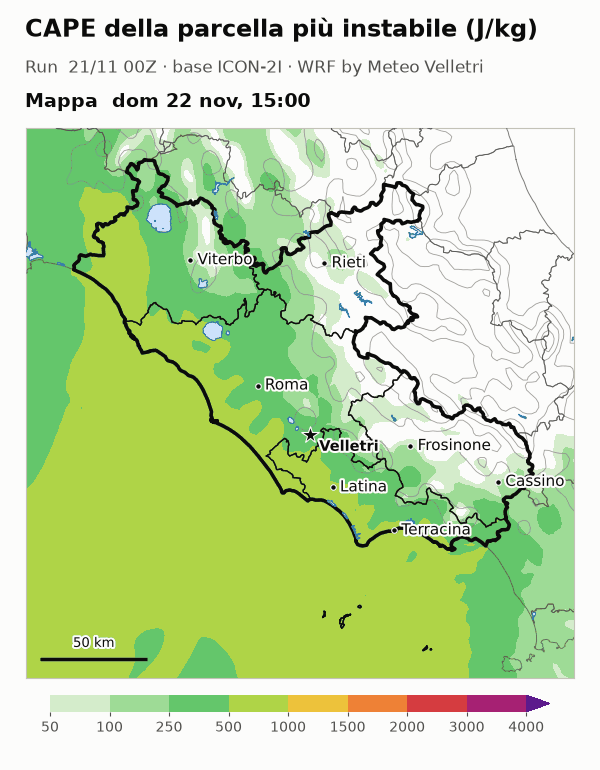 CAPE della parcella più instabile (J/kg)
Run  21/11 00Z · base ICON-2I · WRF by Meteo Velletri
Mappa  dom 22 nov, 15:00
Viterbo
Rieti
Roma
Velletri
Frosinone
Latina
Cassino
Terracina
50 km
50 100 250 500 1000 1500 2000 3000 4000